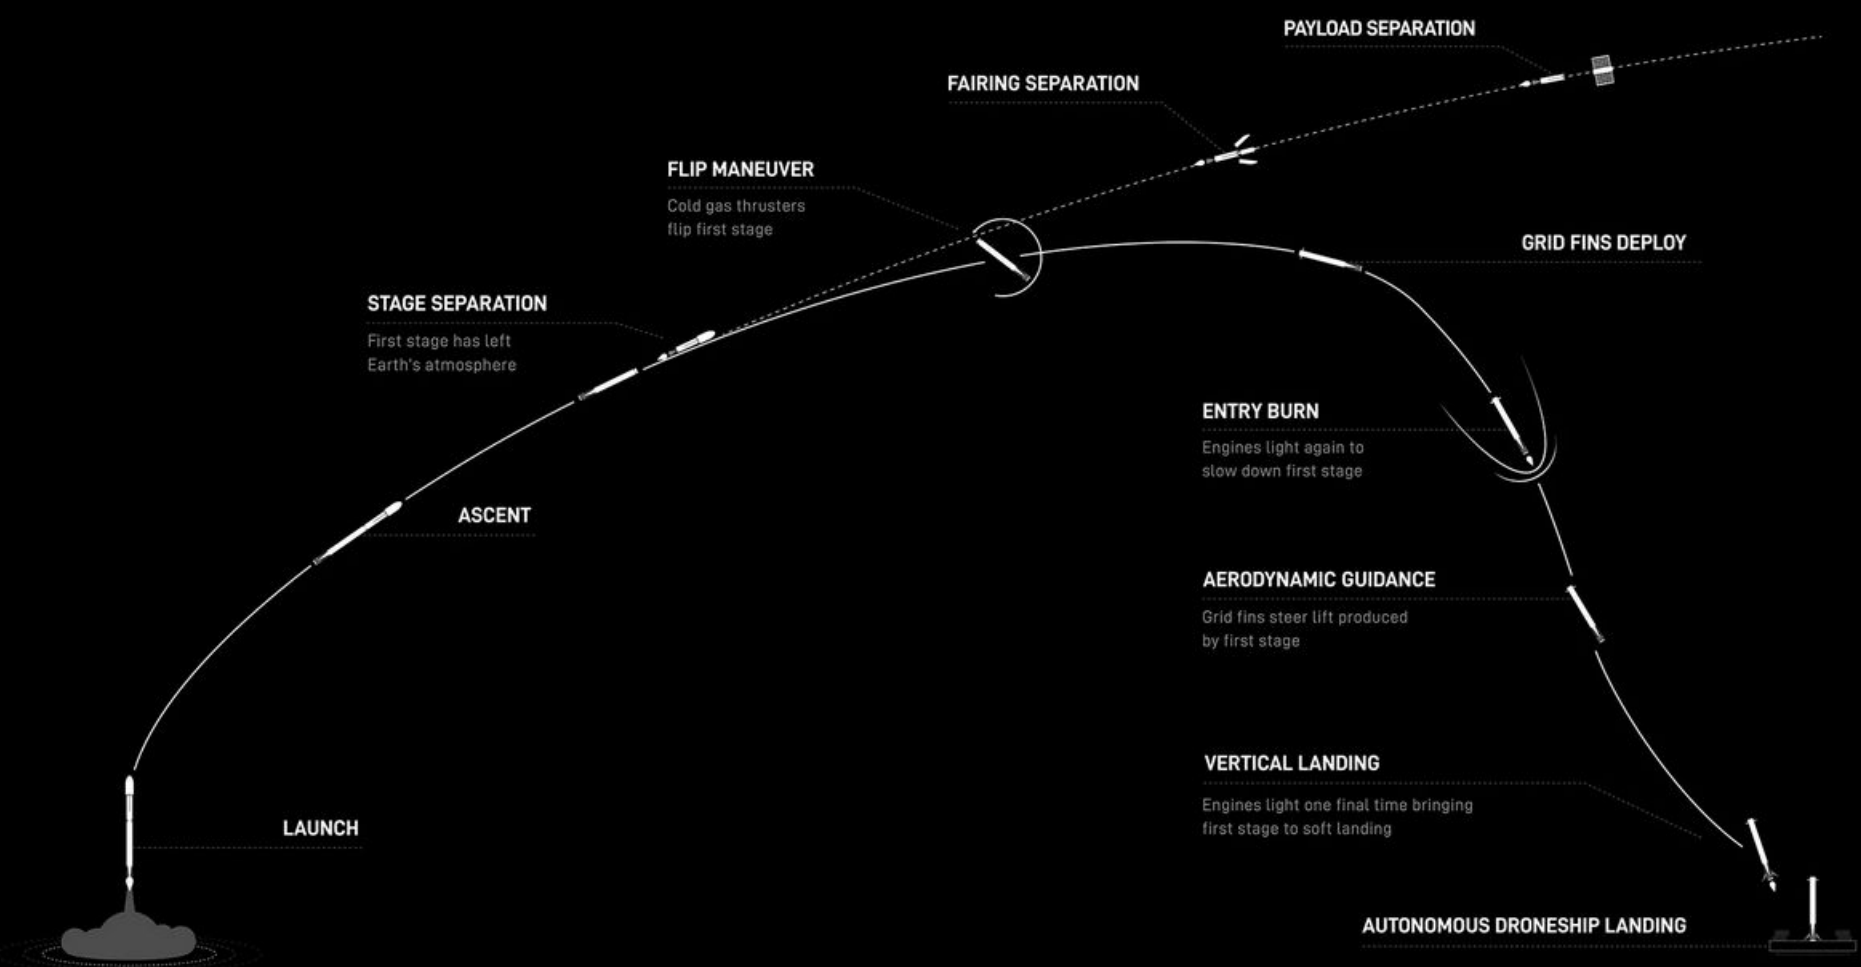 PAYLOAD SEPARATION
FAIRING SEPARATION
FLIP MANEUVER
Cold gas thrusters
flip first stage
GRID FINS DEPLOY
STAGE SEPARATION
First stage has left
Earth's atmosphere
ENTRY BURN
Engines light again to
slow down first stage
ASCENT
AERODYNAMIC GUIDANCE
Grid fins steer lift produced
by first stage
VERTICAL LANDING
Engines light one final time bringing
first stage to soft landing
LAUNCH
AUTONOMOUS DRONESHIP LANDING